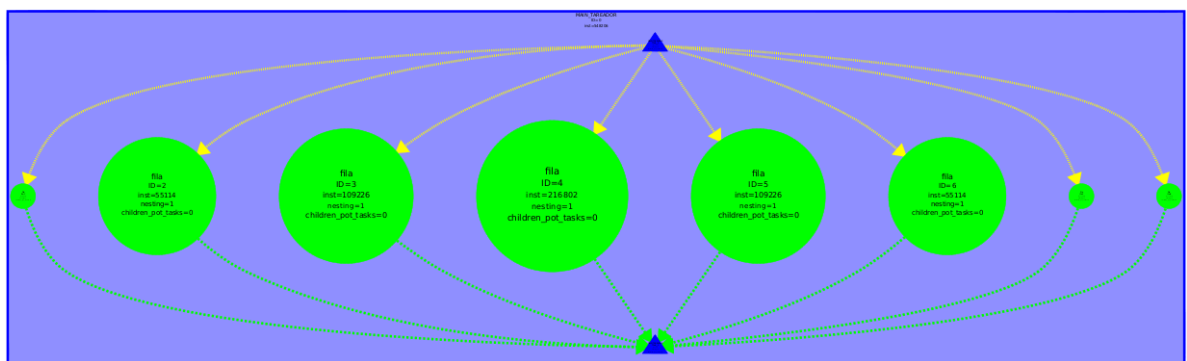 fila
ID=2
inst=55114
nesting=1
children_pot_tasks=0
fila
ID=3
inst=109226
nesting=1
children_pot_tasks=0
fila
ID=4
inst=216802
nesting=1
children_pot_tasks=0
fila
ID=5
inst=109226
nesting=1
children_pot_tasks=0
fila
ID=6
inst=55114
nesting=1
children_pot_tasks=0